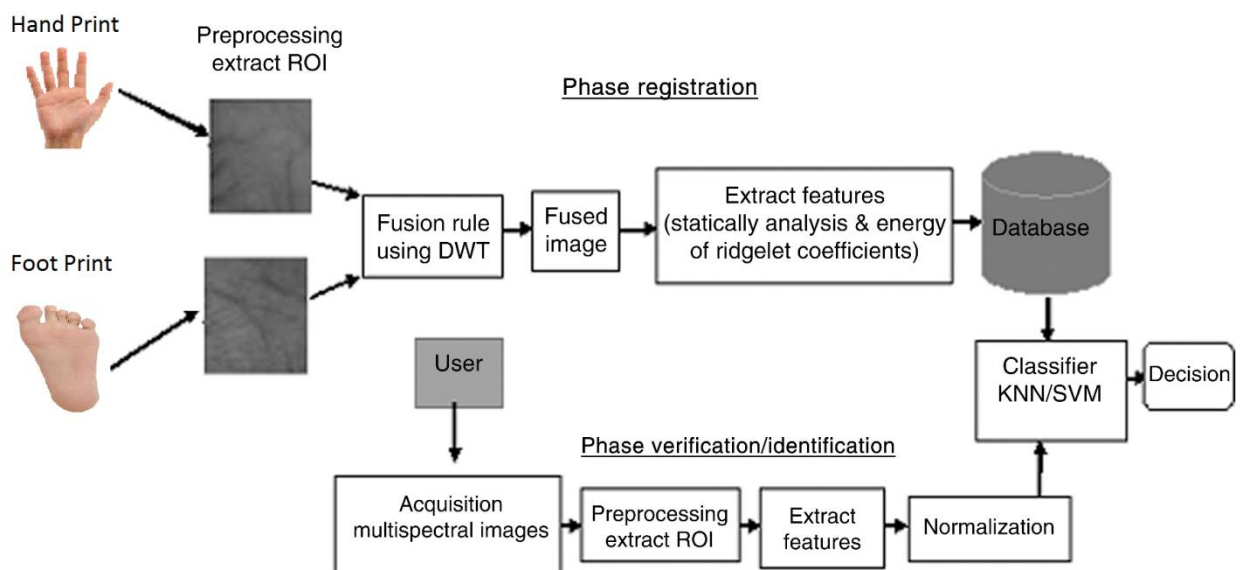 Hand Print
Preprocessing
extract ROI
Phase registration
Fusion rule
using DWT
Fused
image
Extract features
(statically analysis & energy
of ridgelet coefficients)
Database
Foot Print
User
Classifier
KNN/SVM
Decision
Phase verification/identification
Acquisition
multispectral images
Preprocessing
extract ROI
Extract
features
Normalization